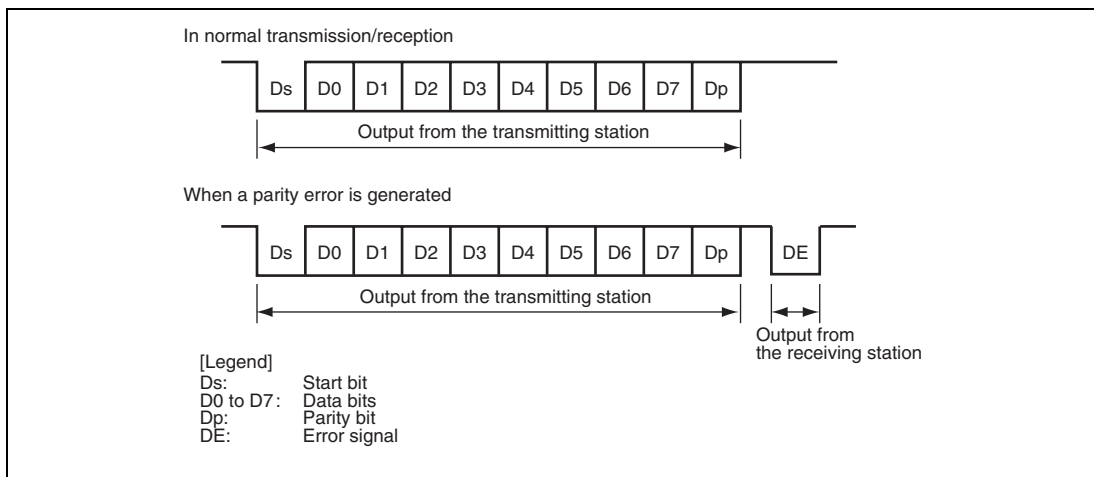 In normal transmission/reception
Ds D0 D1 D2 D3 D4 D5 D6 D7 Dp
Output from the transmitting station
When a parity error is generated
Ds D0 D1 D2 D3 D4 D5 D6 D7 Dp DE
Output from the transmitting station
Output from
the receiving station
[Legend]
Ds: Start bit
D0 to D7: Data bits
Dp: Parity bit
DE: Error signal